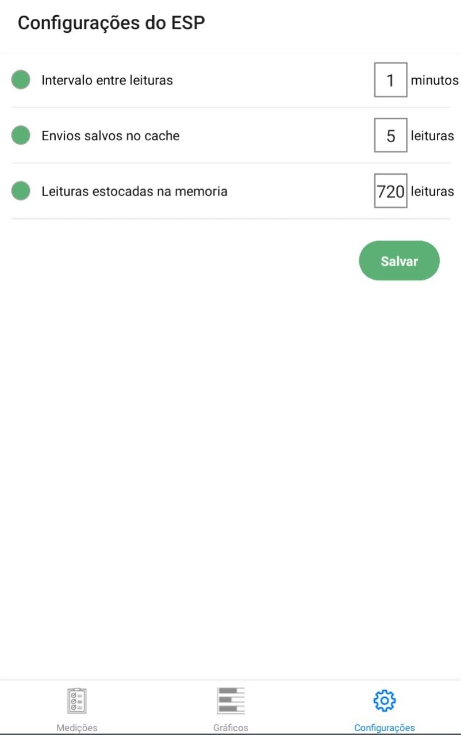 Configurações do ESP
Intervalo entre leituras 1 minutos
Envios salvos no cache 5 leituras
Leituras estocadas na memoria 720 leituras
Salvar
Medições Gráficos Configurações